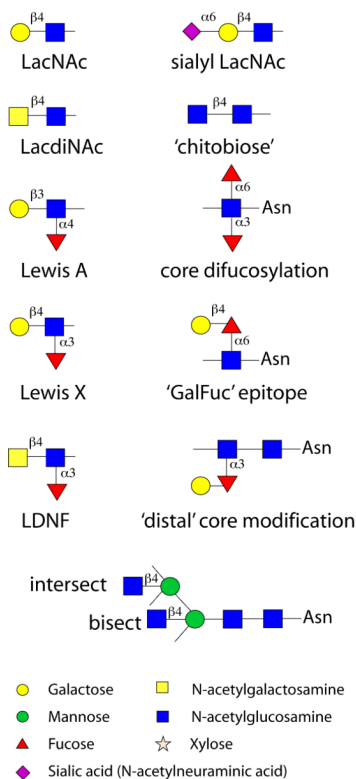 β4
α6
β4
LacNAc
sialyl LacNAc
β4
β4
LacdiNAc
‘chitobiose’
β3
α4
α6
Asn
α3
Lewis A
core difucosylation
β4
α3
β4
α6
Asn
Lewis X
‘GalFuc’ epitope
β4
α3
Asn
α3
LDNF
‘distal’ core modification
intersect
β4
bisect
β4
Asn
Galactose
N-acetylgalactosamine
Mannose
N-acetylglucosamine
Fucose
Xylose
Sialic acid (N-acetylneuraminic acid)